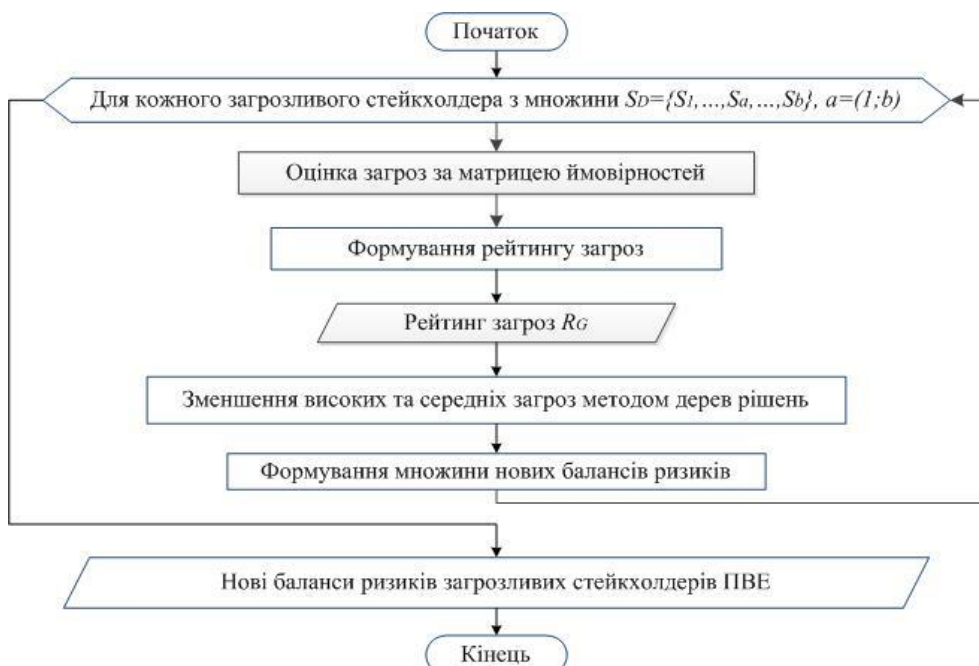 Початок
Для кожного загрозливого стейкхолдера з множини SD={S1,...,Sa,...,Sb}, a=(1;b)
Оцінка загроз за матрицею ймовірностей
Формування рейтингу загроз
Рейтинг загроз RG
Зменшення високих та середніх загроз методом дерев рішень
Формування множини нових балансів ризиків
Нові баланси ризиків загрозливих стейкхолдерів ПВЕ
Кінець